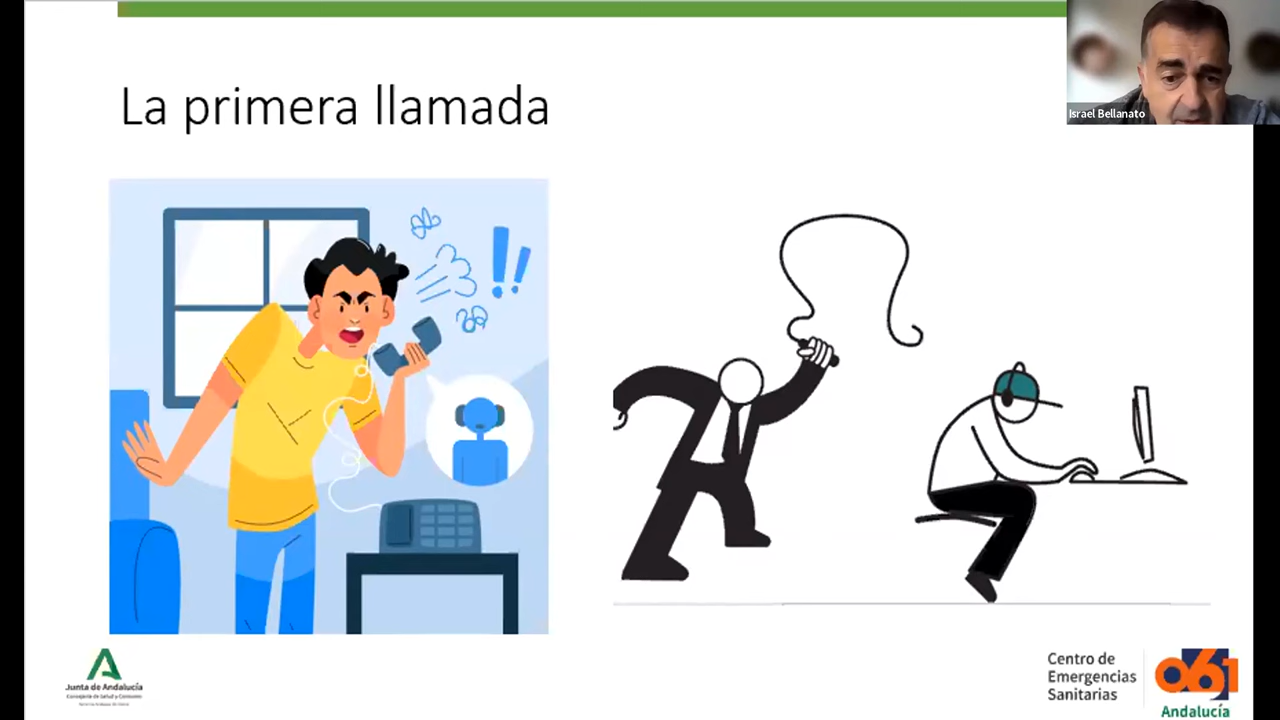 La primera llamada
Israel Bellanato
Junta de Andalucía
Consejería de Salud y Consumo
Centro de
Emergencias
Sanitarias
061
Andalucía